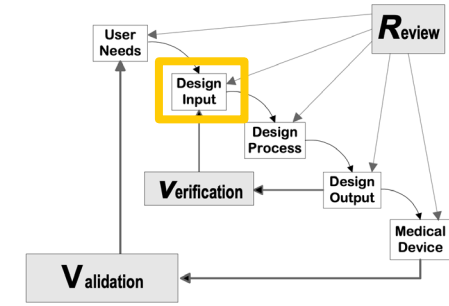 User
Needs
Review
Design
Input
Design
Process
Verification
Design
Output
Medical
Device
Validation